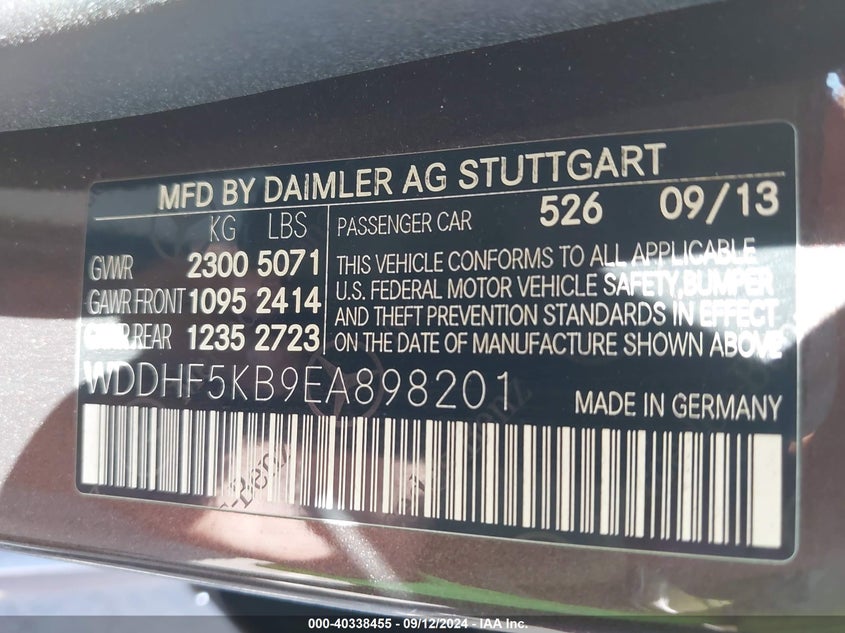 MFD BY DAIMLER AG STUTTGART
KG LBS
GVWR 2300 5071
GAWR FRONT 1095 2414
GAWR REAR 1235 2723
PASSENGER CAR 526 09/13
THIS VEHICLE CONFORMS TO ALL APPLICABLE
U.S. FEDERAL MOTOR VEHICLE SAFETY, BUMPER
AND THEFT PREVENTION STANDARDS IN EFFECT
ON THE DATE OF MANUFACTURE SHOWN ABOVE
WDDHF5KB9EA898201
MADE IN GERMANY
000-40338455 - 09/12/2024 - IAA Inc.